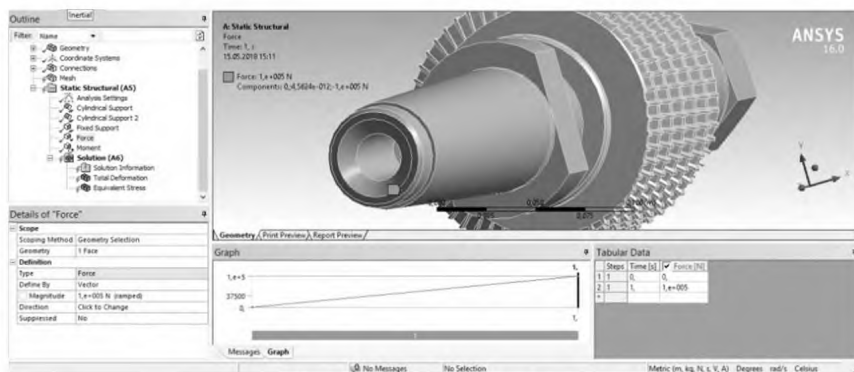 Outline
Inertial
Filter: Name
Geometry
Coordinate Systems
Connections
Mesh
Static Structural (A5)
Analysis Settings
Cylindrical Support
Cylindrical Support 2
Fixed Support
Force
Moment
Solution (A6)
Solution Information
Total Deformation
Equivalent Stress
A: Static Structural
Force
Time: 1, s
15.05.2018 15:11
Force: 1,e+005 N
Components: 0,;4,5624e-012;-1,e+005 N
ANSYS
16.0
Y
X
0,050
0,075
Geometry Print Preview Report Preview
Details of "Force"
Scope
Scoping Method Geometry Selection
Geometry 1 Face
Definition
Type Force
Define By Vector
Magnitude 1,e+005 N (ramped)
Direction Click to Change
Suppressed No
Graph
1,e+5
37500
0,
1,
1,
1
Messages Graph
Tabular Data
Steps Time [s] Force [N]
1 1 0, 0,
2 1 1, 1,e+005
*
No Messages No Selection Metric (m, kg, N, s, V, A) Degrees rad/s Celsius